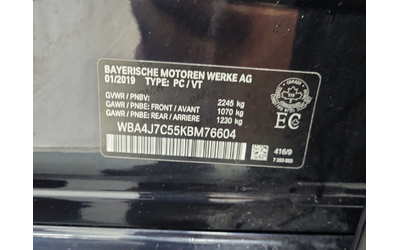 BAYERISCHE MOTOREN WERKE AG
01/2019 TYPE: PC / VT
GVWR / PNBV: 2245 kg
GAWR / PNBE: FRONT / AVANT 1070 kg
GAWR / PNBE: REAR / ARRIÈRE 1230 kg
WBA4J7C55KBM76604
EC
416/9